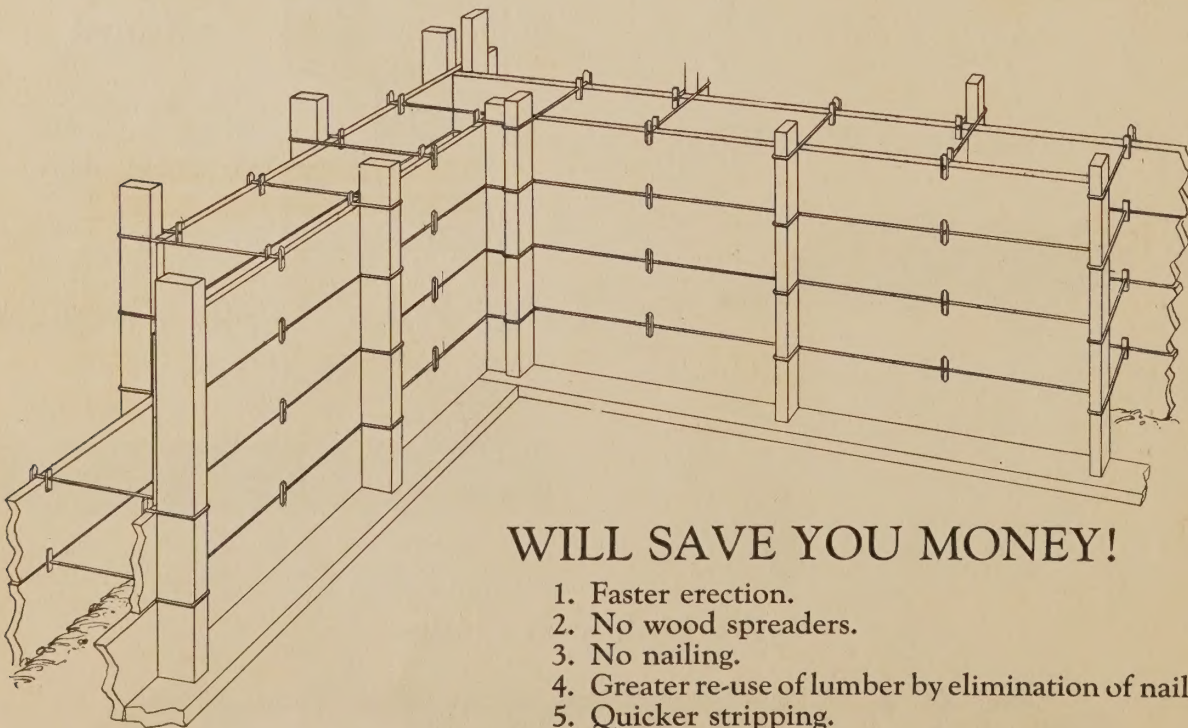 WILL SAVE YOU MONEY!
1. Faster erection.
2. No wood spreaders.
3. No nailing.
4. Greater re-use of lumber by elimination of nail
5. Quicker stripping.